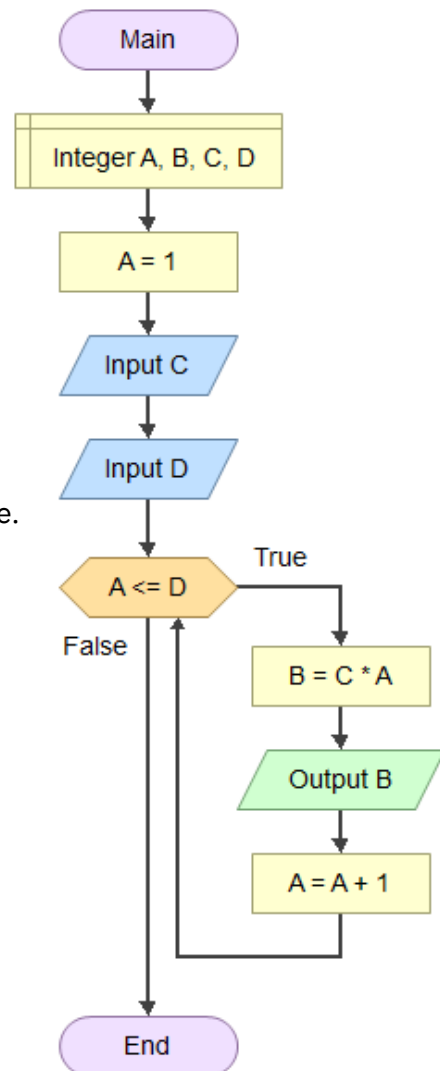 Main
Integer A, B, C, D
A = 1
Input C
Input D
e.
A <= D
True
False
B = C * A
Output B
A = A + 1
End